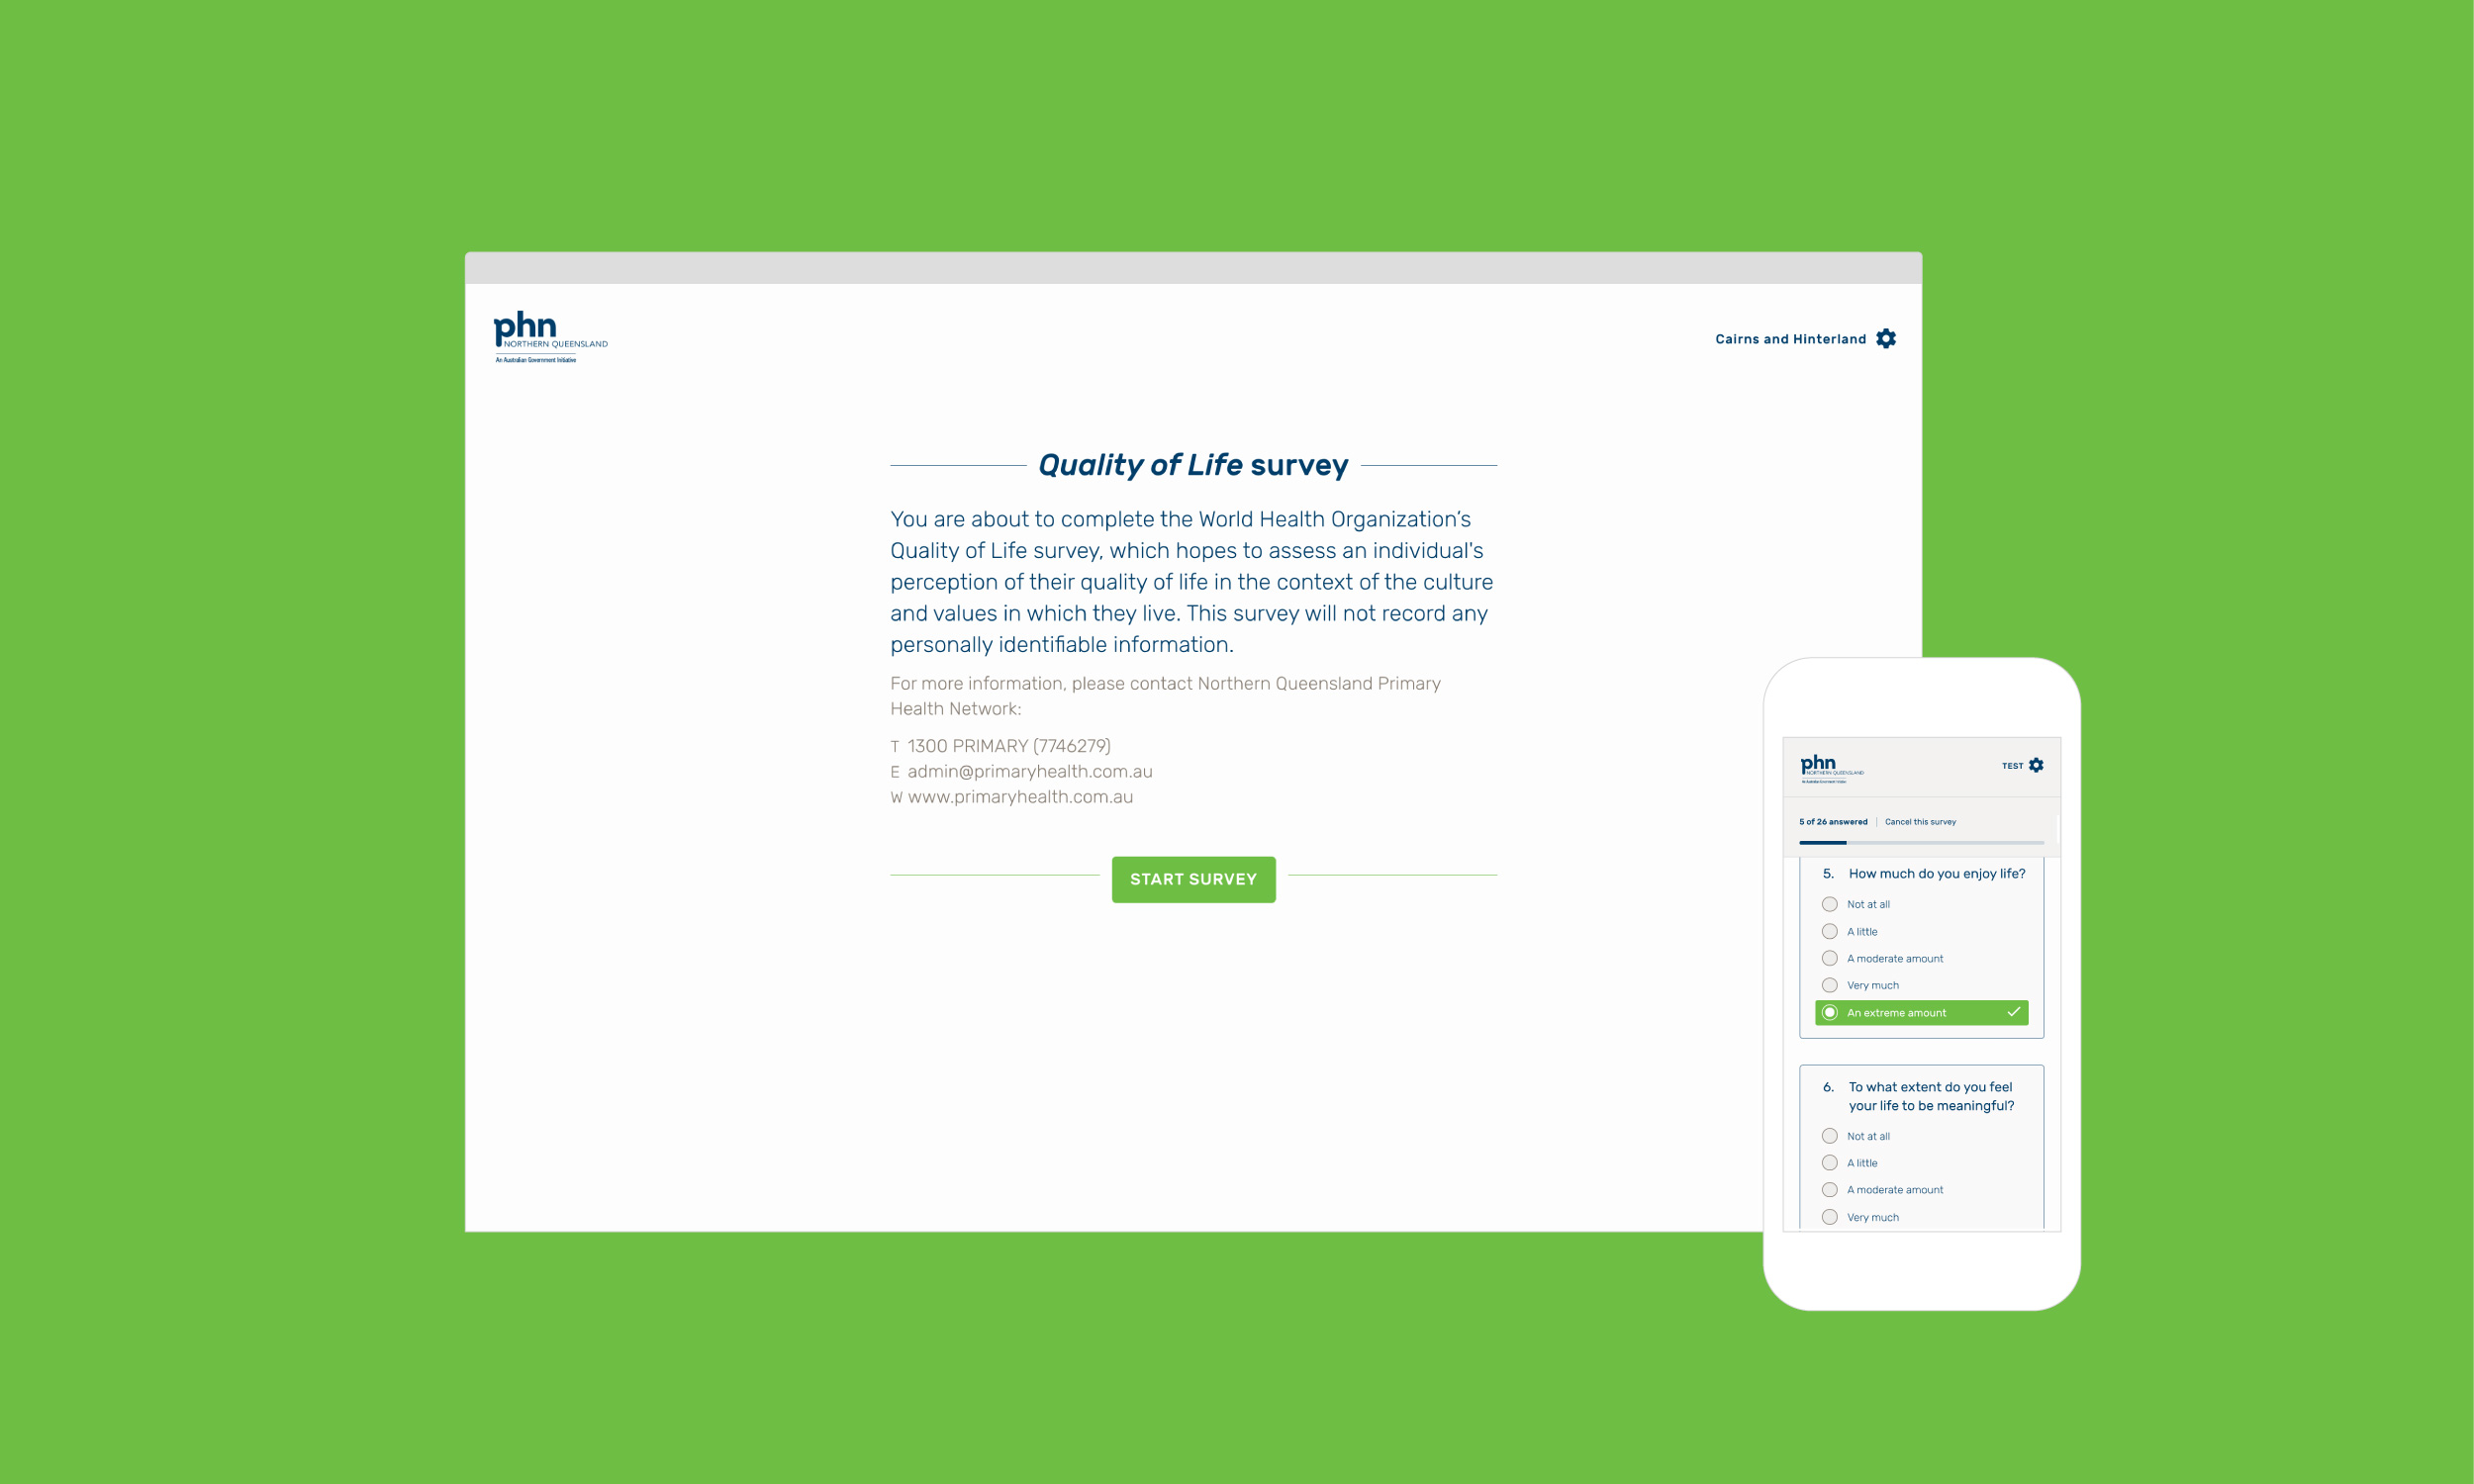 phn
NORTHERN QUEENSLAND
An Australian Government Initiative
Cairns and Hinterland
Quality of Life survey
You are about to complete the World Health Organization’s
Quality of Life survey, which hopes to assess an individual's
perception of their quality of life in the context of the culture
and values in which they live. This survey will not record any
personally identifiable information.
For more information, please contact Northern Queensland Primary
Health Network:
T 1300 PRIMARY (7746279)
E admin@primaryhealth.com.au
W www.primaryhealth.com.au
START SURVEY
phn
NORTHERN QUEENSLAND
An Australian Government Initiative
TEST
5 of 26 answered | Cancel this survey
5. How much do you enjoy life?
Not at all
A little
A moderate amount
Very much
An extreme amount
6. To what extent do you feel
your life to be meaningful?
Not at all
A little
A moderate amount
Very much